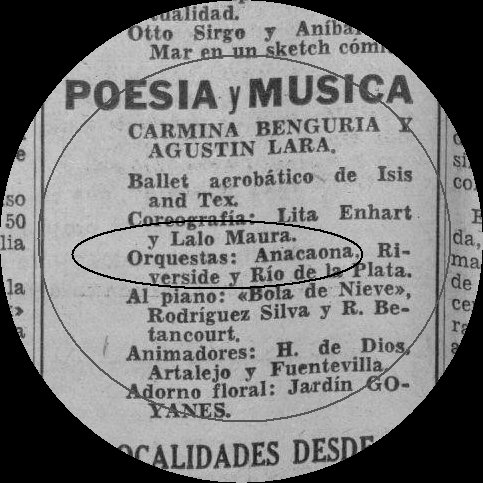 tualidad.
Otto Sirgo y Aníba
Mar en un sketch cómi
POESIA y MUSICA
CARMINA BENGURIA Y
AGUSTIN LARA.
Ballet aerobático de Isis
and Tex.
Coreografía: Lita Enhart
y Lalo Maura.
Orquestas: Anacaona, Ri-
verside y Río de la Plata.
Al piano: «Bola de Nieve»,
Rodríguez Silva y R. Be-
tancourt.
Animadores: H. de Dios,
Artalejo y Fuentevilla.
Adorno floral: Jardín GO-
YANES.
OCALIDADES DESDE